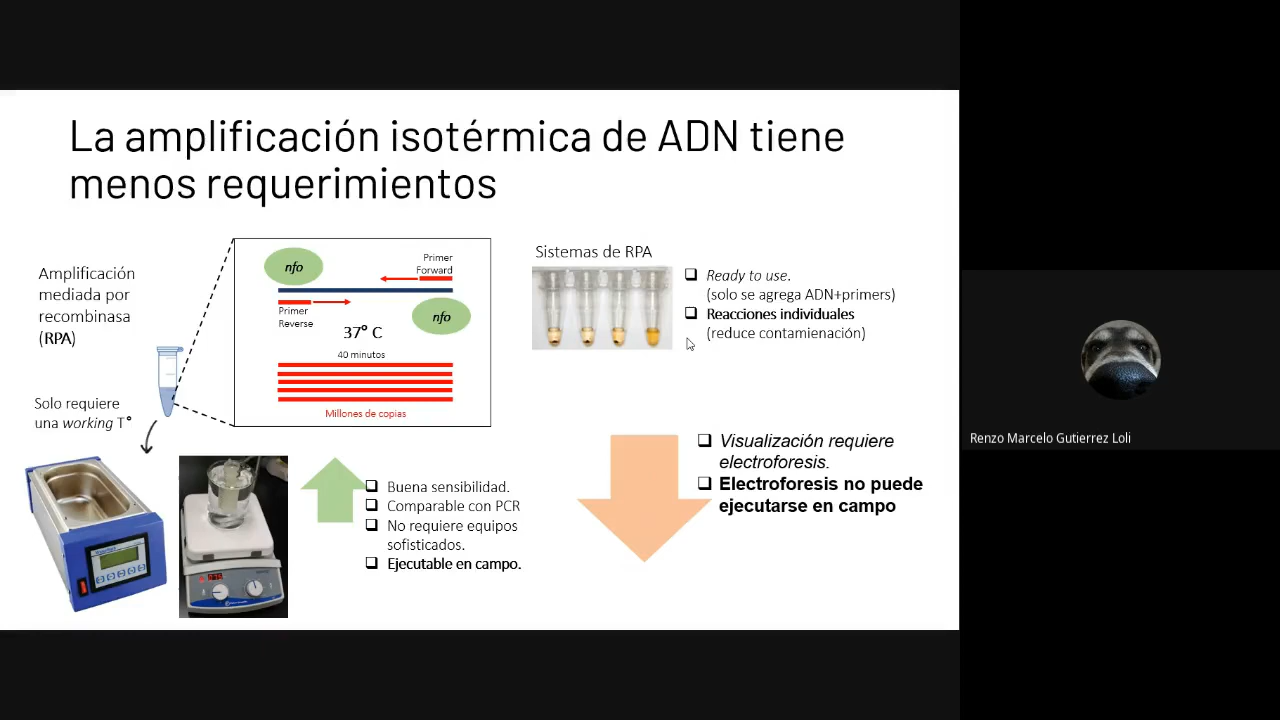 La amplificación isotérmica de ADN tiene
menos requerimientos
Amplificación
mediada por
recombinasa
(RPA)
Solo requiere
una working T°
nfo
Primer
Forward
Primer
Reverse
nfo
37° C
40 minutos
Millones de copias
Buena sensibilidad.
Comparable con PCR
No requiere equipos
sofisticados.
Ejecutable en campo.
Sistemas de RPA
Ready to use.
(solo se agrega ADN+primers)
Reacciones individuales
(reduce contamienación)
Visualización requiere
electroforesis.
Electroforesis no puede
ejecutarse en campo
Renzo Marcelo Gutierrez Loli